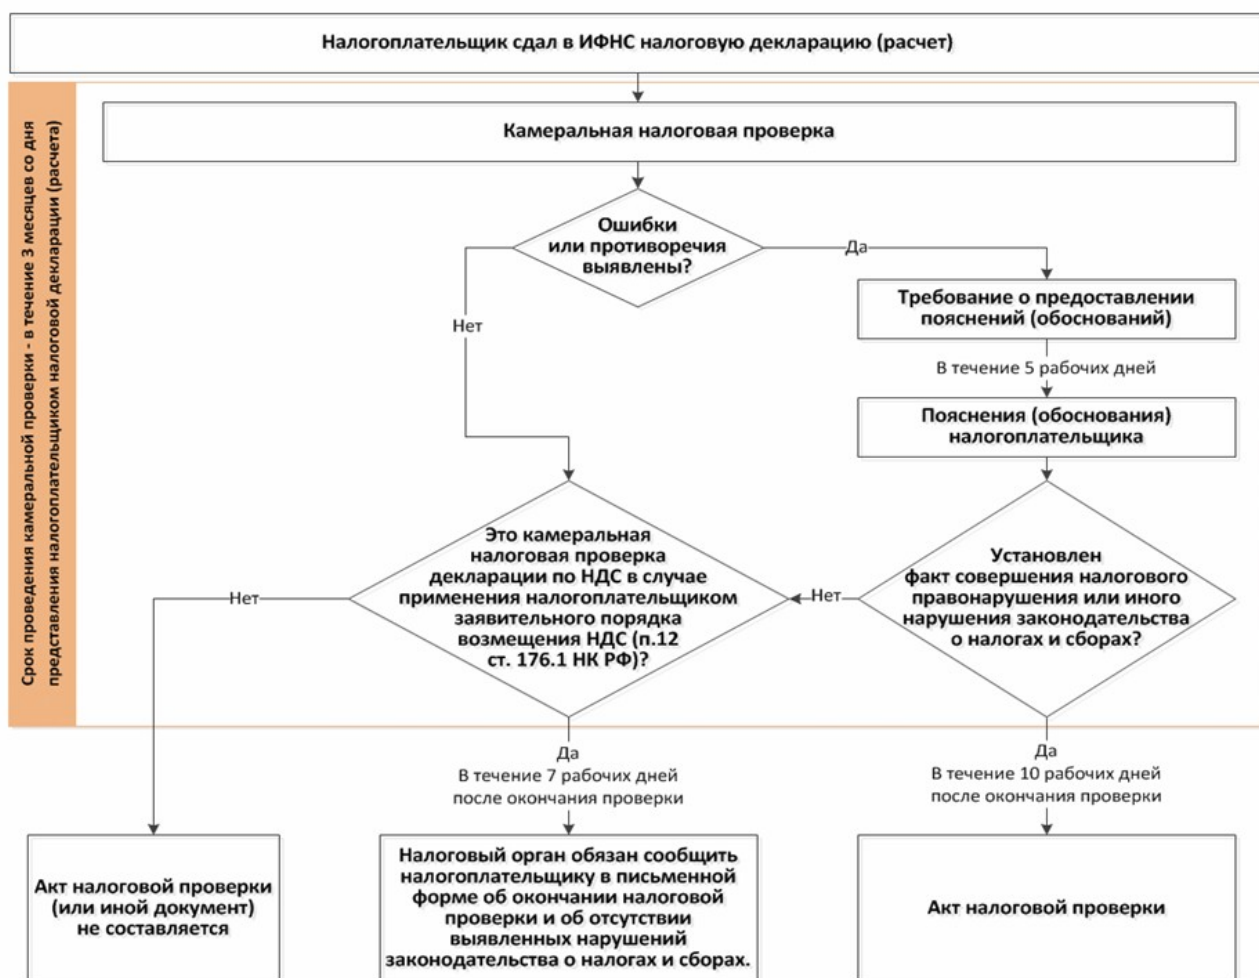 Налогоплательщик сдал в ИФНС налоговую декларацию (расчет)
Срок проведения камеральной проверки - в течение 3 месяцев со дня
представления налогоплательщиком налоговой декларации (расчета)
Камеральная налоговая проверка
Ошибки
или противоречия
выявлены?
Да
Нет
Требование о предоставлении
пояснений (обоснований)
В течение 5 рабочих дней
Пояснения (обоснования)
налогоплательщика
Это камеральная
налоговая проверка
декларации по НДС в случае
применения налогоплательщиком
заявительного порядка
возмещения НДС (п.12
ст. 176.1 НК РФ)?
Установлен
факт совершения налогового
правонарушения или иного
нарушения законодательства
о налогах и сборах?
Нет
Нет
Да
В течение 7 рабочих дней
после окончания проверки
Да
В течение 10 рабочих дней
после окончания проверки
Акт налоговой проверки
(или иной документ)
не составляется
Налоговый орган обязан сообщить
налогоплательщику в письменной
форме об окончании налоговой
проверки и об отсутствии
выявленных нарушений
законодательства о налогах и сборах.
Акт налоговой проверки